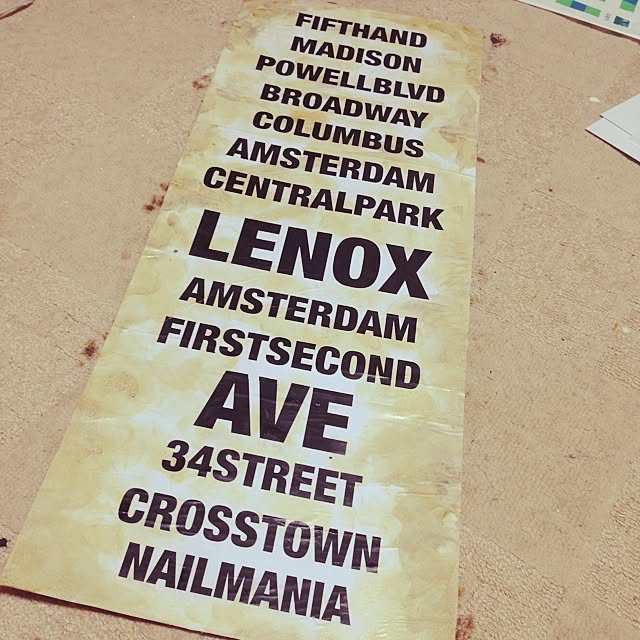 FIFTHAND
MADISON
POWELLBLVD
BROADWAY
COLUMBUS
AMSTERDAM
CENTRALPARK
LENOX
AMSTERDAM
FIRSTSECOND
AVE
34STREET
CROSSTOWN
NAILMANIA